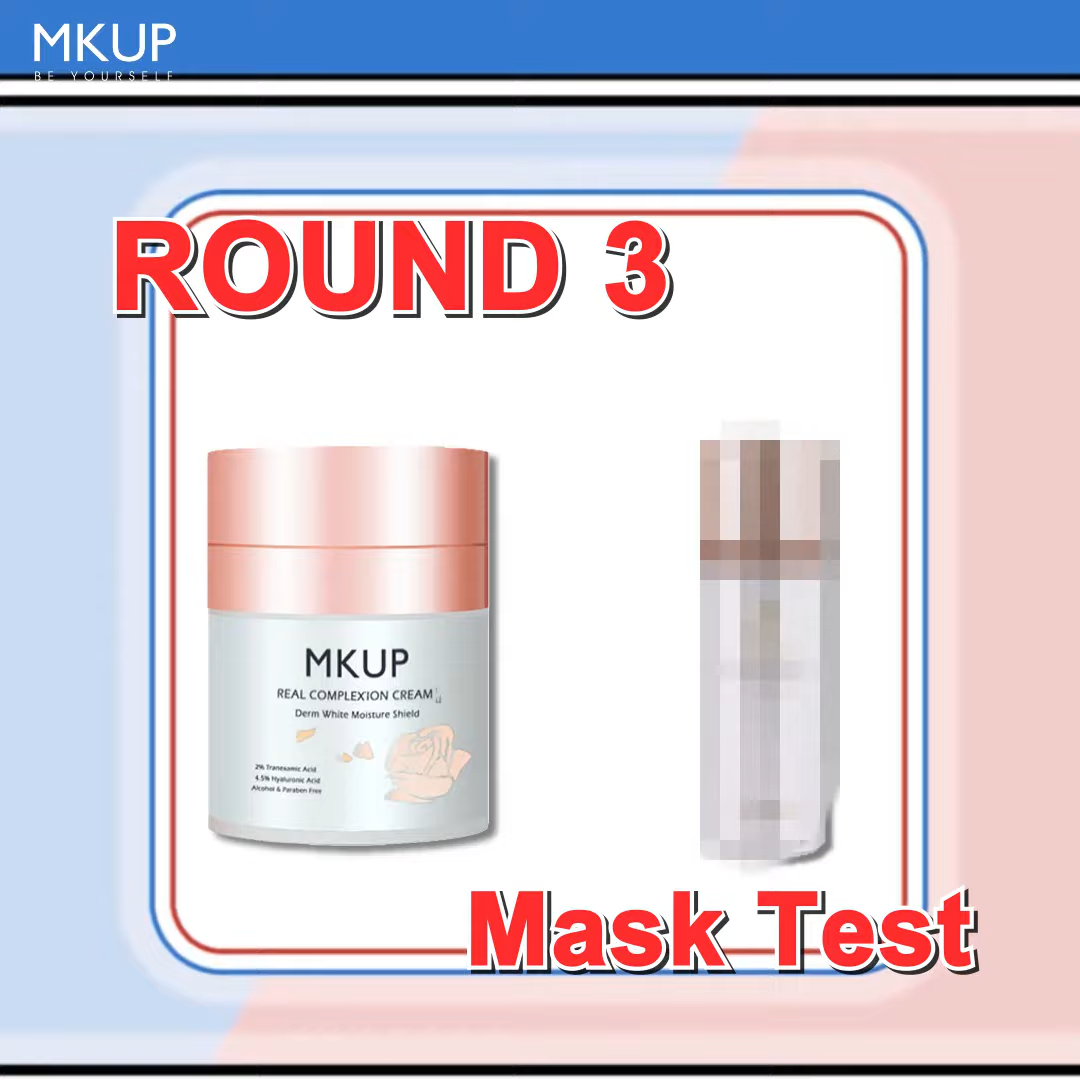 MKUP
BE YOURSELF
ROUND 3
MKUP
REAL COMPLEXION CREAM
Derm White Moisture Shield
2% Tranexamic Acid
4.5% Hyaluronic Acid
Alcohol & Paraben Free
Mask Test